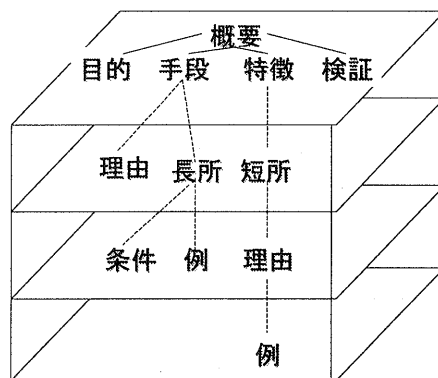 概要
目的 手段 特徴 検証
理由 長所 短所
条件 例 理由
例